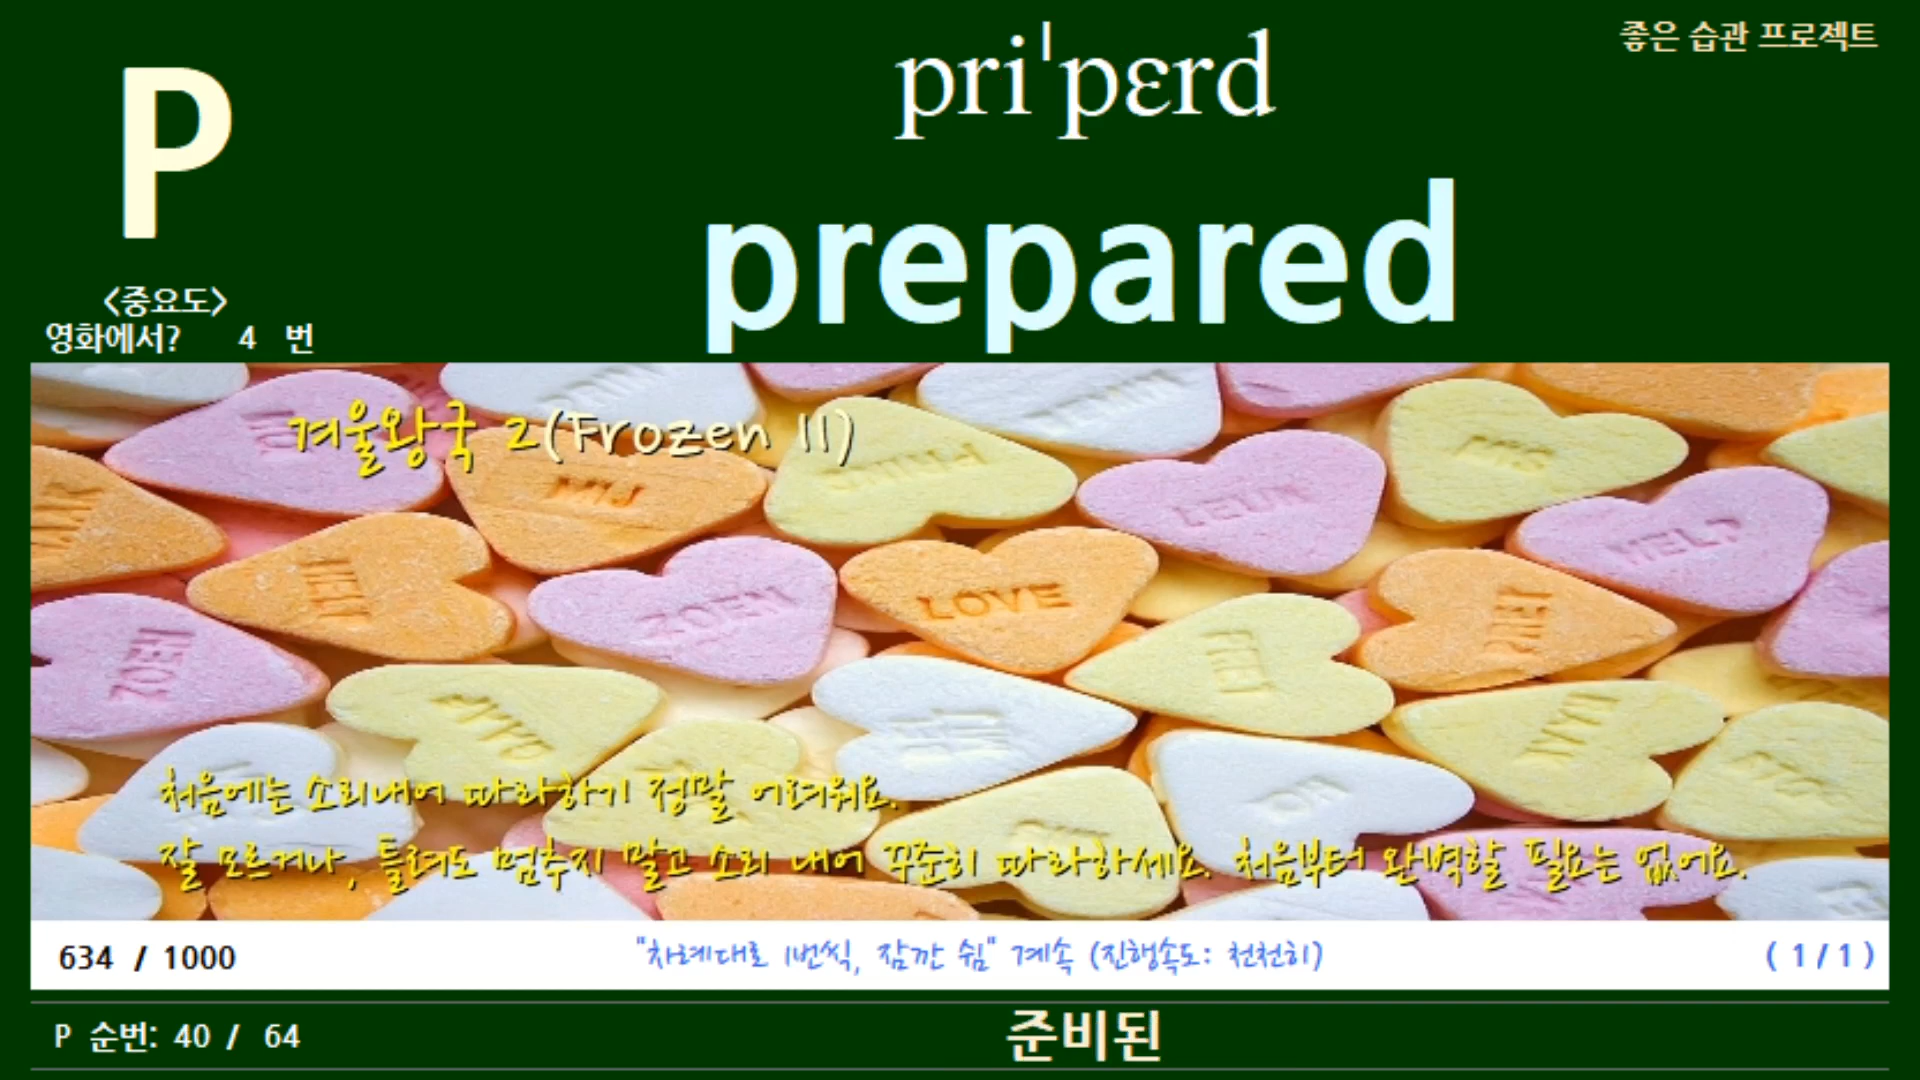 좋은 습관 프로젝트
P
priˈpɛrd
prepared
<중요도>
영화에서? 4 번
겨울왕국 2(Frozen II)
MIJ
LEUK
HELP
ZOEN
LOVE
처음에는 소리내어 따라하기 정말 어려워요.
잘 모르거나, 틀려도 멈추지 말고 소리 내어 꾸준히 따라하세요. 처음부터 완벽할 필요는 없어요.
634 / 1000
"차례대로 1번씩, 잠깐 쉼" 계속 (진행속도: 천천히)
( 1 / 1 )
P 순번: 40 / 64
준비된